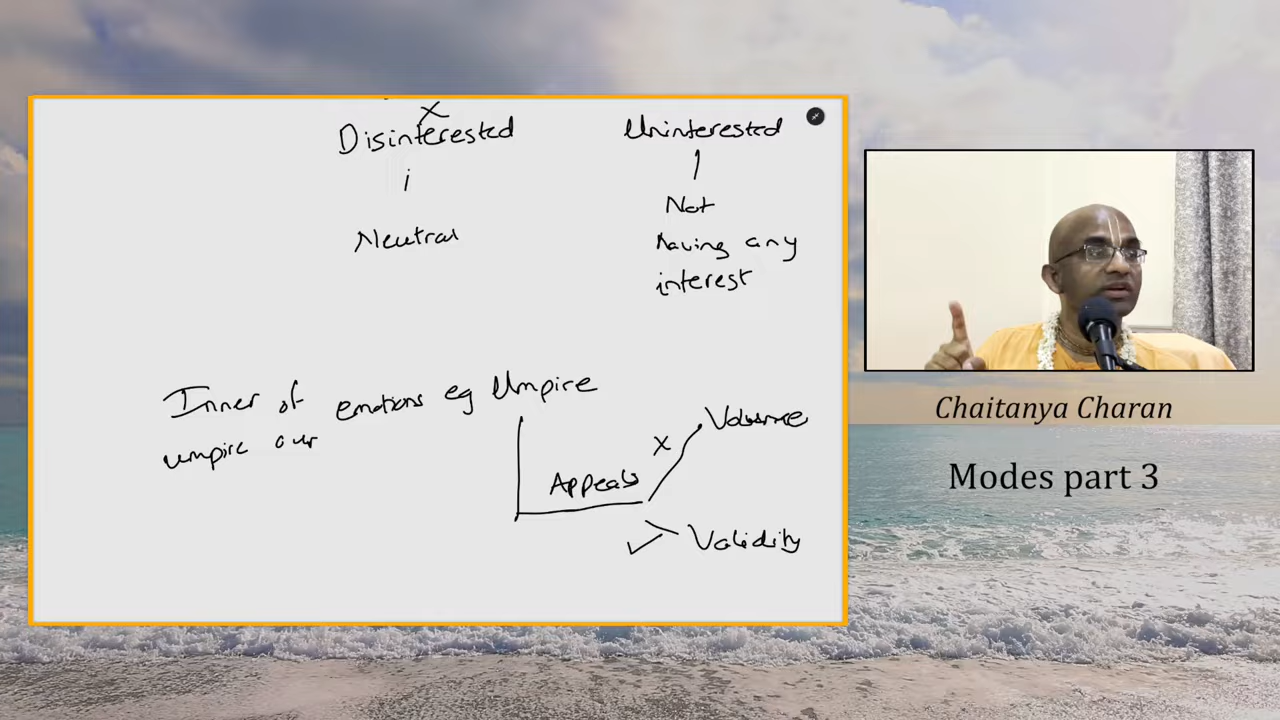 x
Disinterested Uninterested
Neutral Not
having any
interest
Inner of emotions eg Umpire
umpire our
x Volume
Appeals
✓ Validity
Chaitanya Charan
Modes part 3